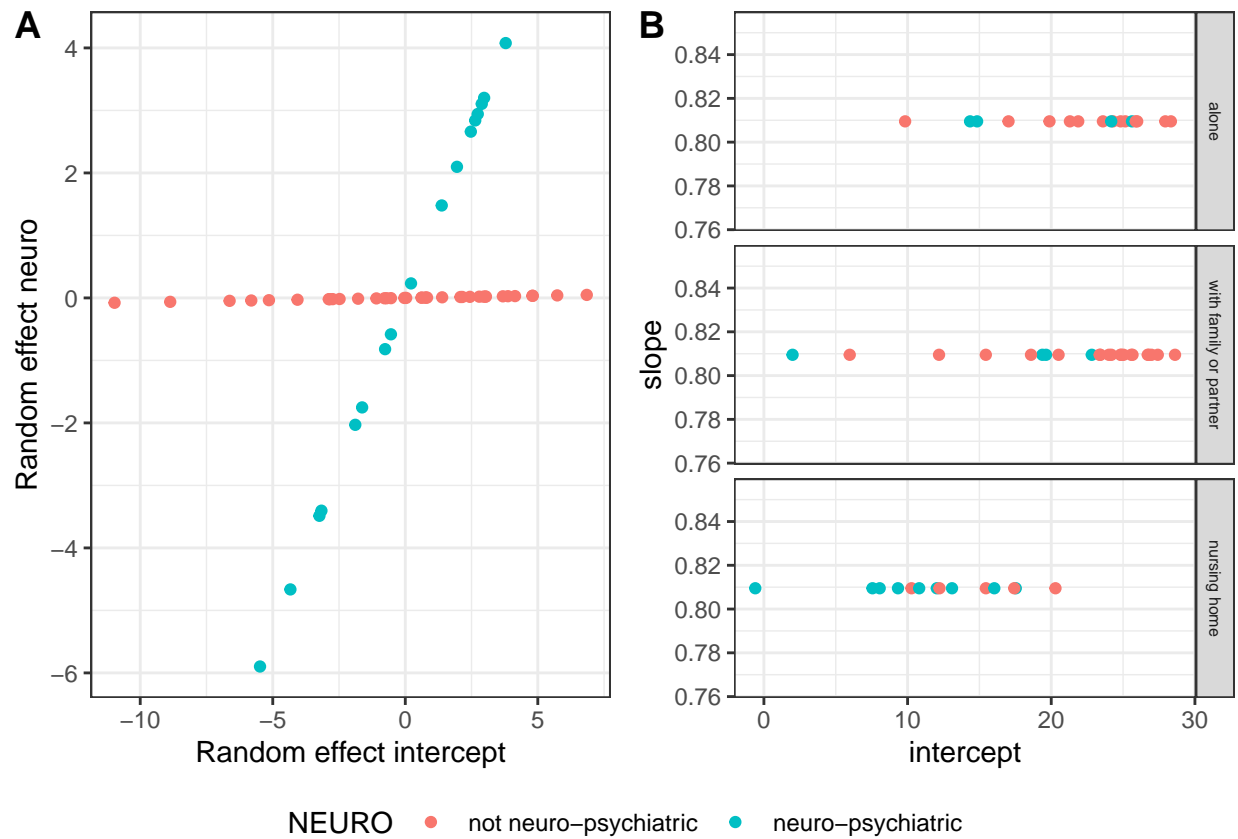 A
Random effect neuro
4
2
0
−2
−4
−6
−10
−5
0
5
Random effect intercept
B
slope
0.84
0.82
0.80
0.78
0.76
alone
0.84
0.82
0.80
0.78
0.76
with family or partner
0.84
0.82
0.80
0.78
0.76
nursing home
0
10
20
30
intercept
NEURO not neuro−psychiatric neuro−psychiatric